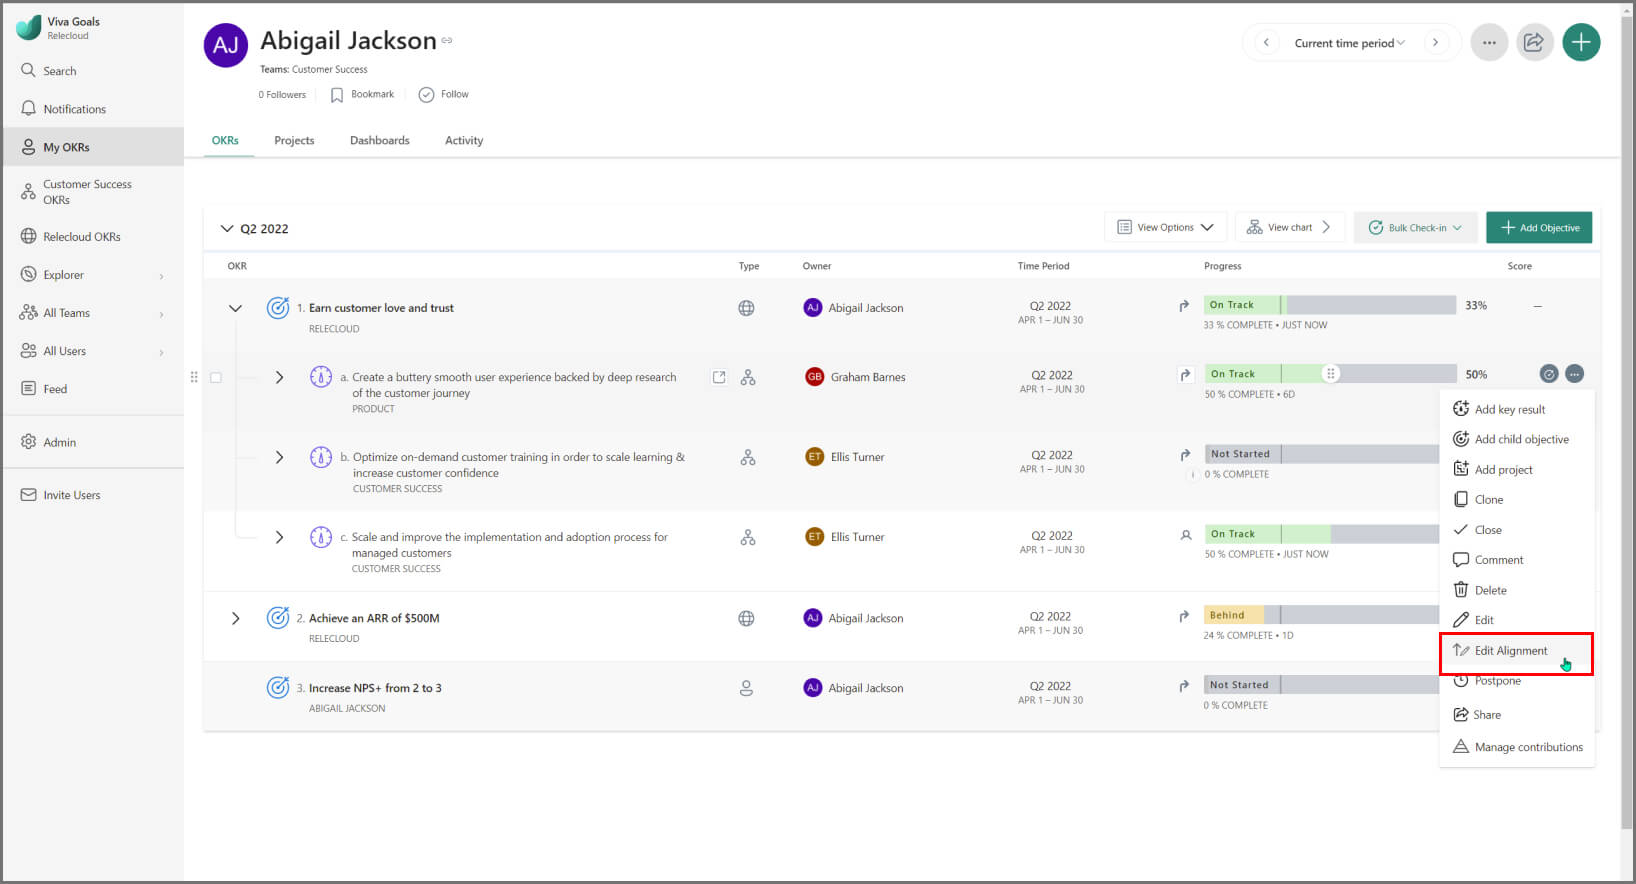 Viva Goals
Relecloud
Search
Notifications
My OKRs
Customer Success
OKRs
Relecloud OKRs
Explorer
All Teams
All Users
Feed
Admin
Invite Users
AJ
Abigail Jackson
Teams: Customer Success
0 Followers
Bookmark
Follow
Current time period
OKRs
Projects
Dashboards
Activity
Q2 2022
View Options
View chart
Bulk Check-in
Add Objective
OKR
Type
Owner
Time Period
Progress
Score
1. Earn customer love and trust
RELECLOUD
AJ Abigail Jackson
Q2 2022
APR 1 – JUN 30
On Track
33%
—
33 % COMPLETE • JUST NOW
a. Create a buttery smooth user experience backed by deep research
of the customer journey
PRODUCT
GB Graham Barnes
Q2 2022
APR 1 – JUN 30
On Track
50%
50 % COMPLETE • 6D
b. Optimize on-demand customer training in order to scale learning &
increase customer confidence
CUSTOMER SUCCESS
ET Ellis Turner
Q2 2022
APR 1 – JUN 30
Not Started
0 % COMPLETE
c. Scale and improve the implementation and adoption process for
managed customers
CUSTOMER SUCCESS
ET Ellis Turner
Q2 2022
APR 1 – JUN 30
On Track
50 % COMPLETE • JUST NOW
2. Achieve an ARR of $500M
RELECLOUD
AJ Abigail Jackson
Q2 2022
APR 1 – JUN 30
Behind
24 % COMPLETE • 1D
3. Increase NPS+ from 2 to 3
ABIGAIL JACKSON
AJ Abigail Jackson
Q2 2022
APR 1 – JUN 30
Not Started
0 % COMPLETE
Add key result
Add child objective
Add project
Clone
Close
Comment
Delete
Edit
Edit Alignment
Postpone
Share
Manage contributions